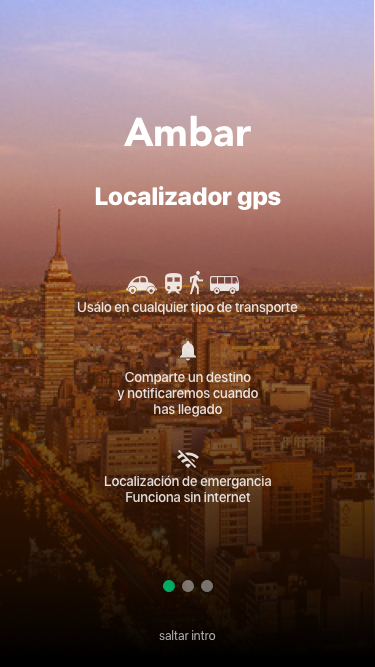 Ambar
Localizador gps
Usálo en cualquier tipo de transporte
Comparte un destino
y notificaremos cuando
has llegado
Localización de emergancia
Funciona sin internet
saltar intro